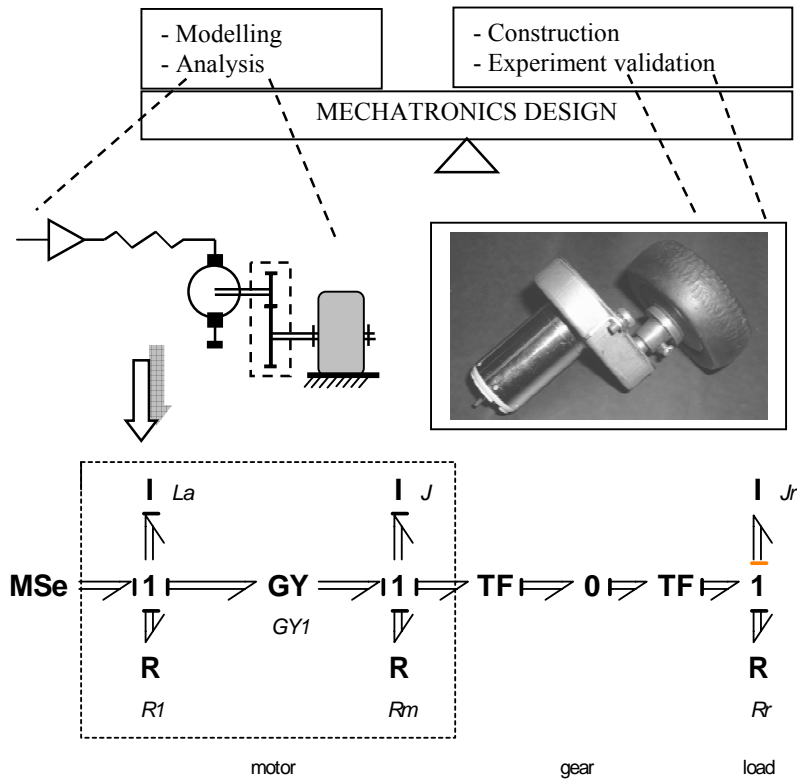 - Modelling
- Analysis
- Construction
- Experiment validation
MECHATRONICS DESIGN
I La I J I Jr
MSe 1 GY 1 TF 0 TF 1
GY1
R R R
R1 Rm Rr
motor gear load